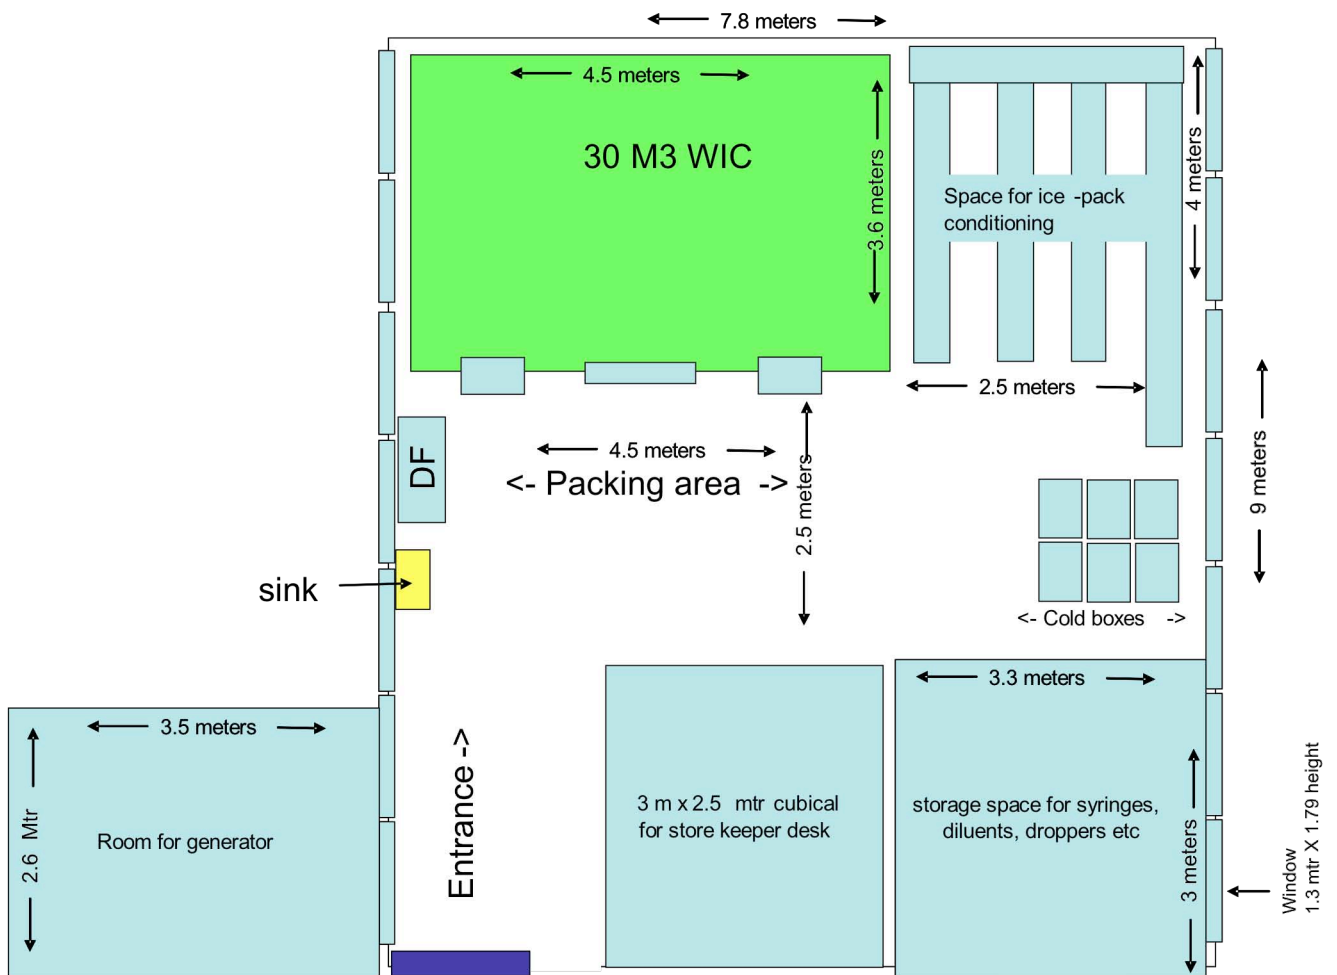 7.8 meters
4.5 meters
30 M3 WIC
3.6 meters
4 meters
Space for ice -pack
conditioning
2.5 meters
DF
4.5 meters
<- Packing area ->
2.5 meters
9 meters
sink
<- Cold boxes ->
3.5 meters
2.6 Mtr
Room for generator
Entrance ->
3 m x 2.5 mtr cubical
for store keeper desk
3.3 meters
storage space for syringes,
diluents, droppers etc
3 meters
Window
1.3 mtr X 1.79 height